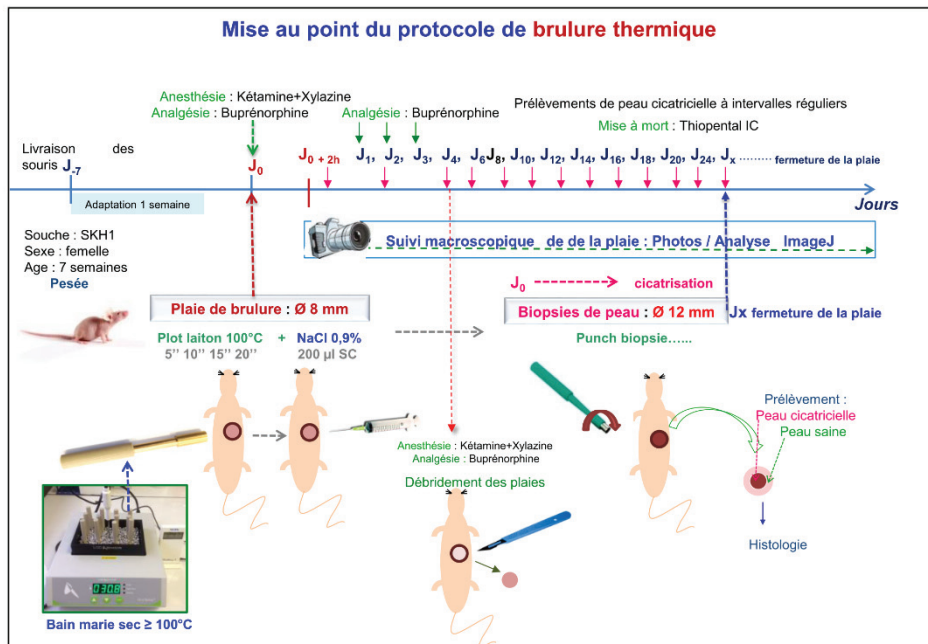 Mise au point du protocole de brulure thermique
Anesthésie : Kétamine+Xylazine
Analgésie : Buprénorphine
Analgésie : Buprénorphine
Prélèvements de peau cicatricielle à intervalles réguliers
Mise à mort : Thiopental IC
Livraison des
souris J-7
J0
J0 + 2h
J1, J2, J3, J4, J6 J8, J10, J12, J14, J16, J18, J20, J24, Jx ......... fermeture de la plaie
Adaptation 1 semaine
Jours
Souche : SKH1
Sexe : femelle
Age : 7 semaines
Pesée
Suivi macroscopique de de la plaie : Photos / Analyse ImageJ
J0 cicatrisation
Plaie de brulure : Ø 8 mm
Biopsies de peau : Ø 12 mm
Jx fermeture de la plaie
Plot laiton 100°C + NaCl 0,9%
5’’ 10’’ 15’’ 20’’ 200 µl SC
Punch biopsie…...
Prélèvement :
Peau cicatricielle
Peau saine
Anesthésie : Kétamine+Xylazine
Analgésie : Buprénorphine
Débridement des plaies
Histologie
Bain marie sec ≥ 100°C